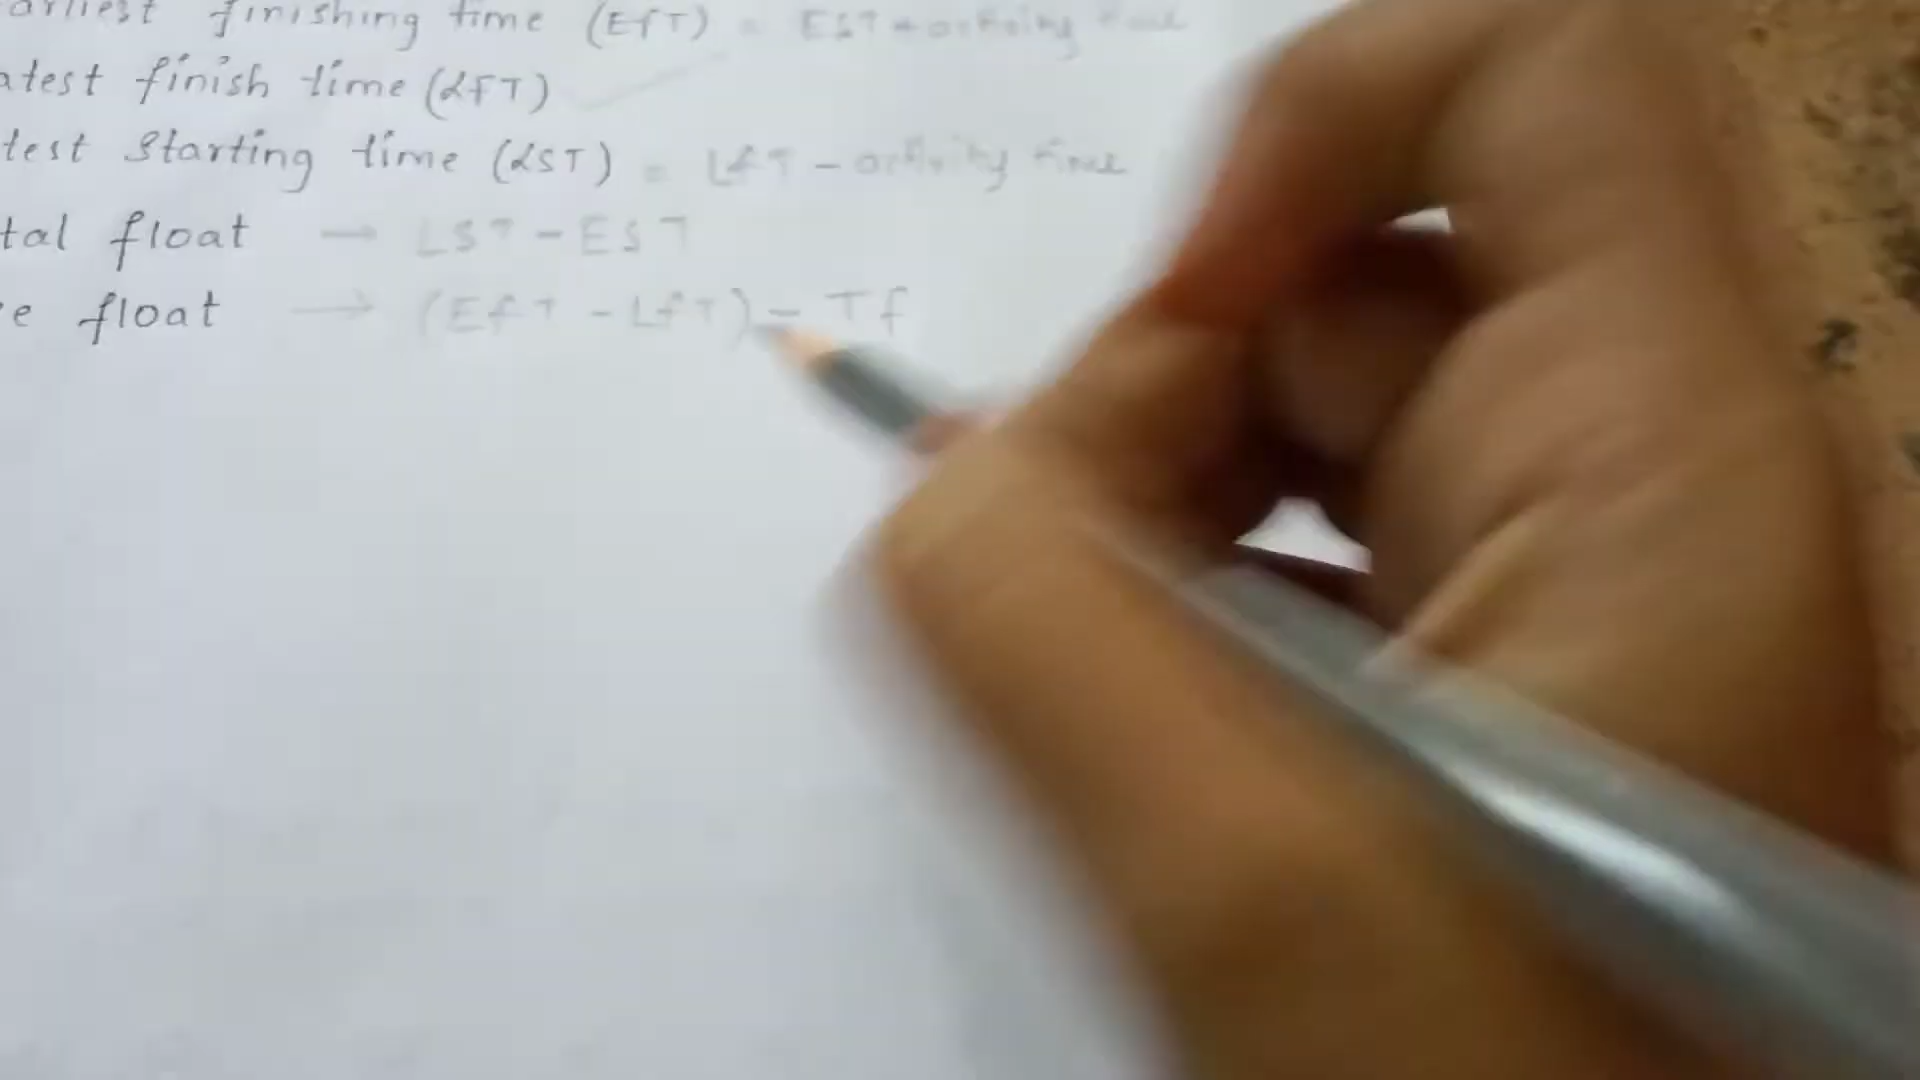 arliest finishing time (EfT) = EST + activity time
atest finish time (LfT)
test Starting time (LST) = LfT - activity time
tal float → LST - EST
e float → (EfT - LfT) - Tf